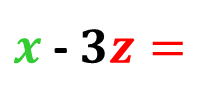 x - 3z =